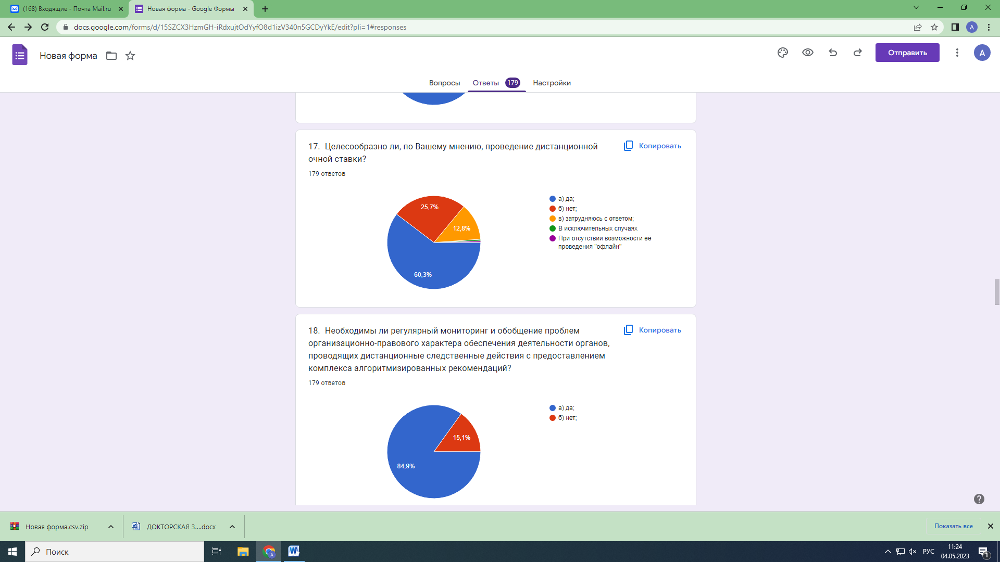 (168) Входящие - Почта Mail.ru
Новая форма - Google Формы
docs.google.com/forms/d/15SZCX3HzmGH-iRdxujtOdYyfO8d1izV340n5GCDyYkE/edit?pli=1#responses
A
Новая форма
Отправить
A
Вопросы
Ответы 179
Настройки
17. Целесообразно ли, по Вашему мнению, проведение дистанционной
очной ставки?
Копировать
179 ответов
25,7%
12,8%
60,3%
а) да;
б) нет;
в) затрудняюсь с ответом;
В исключительных случаях
При отсутствии возможности её
проведения "офлайн"
18. Необходимы ли регулярный мониторинг и обобщение проблем
организационно-правового характера обеспечения деятельности органов,
проводящих дистанционные следственные действия с предоставлением
комплекса алгоритмизированных рекомендаций?
Копировать
179 ответов
15,1%
84,9%
а) да;
б) нет;
Новая форма.csv.zip
ДОКТОРСКАЯ 3....docx
Показать все
Поиск
A
РУС
11:24
04.05.2023
1